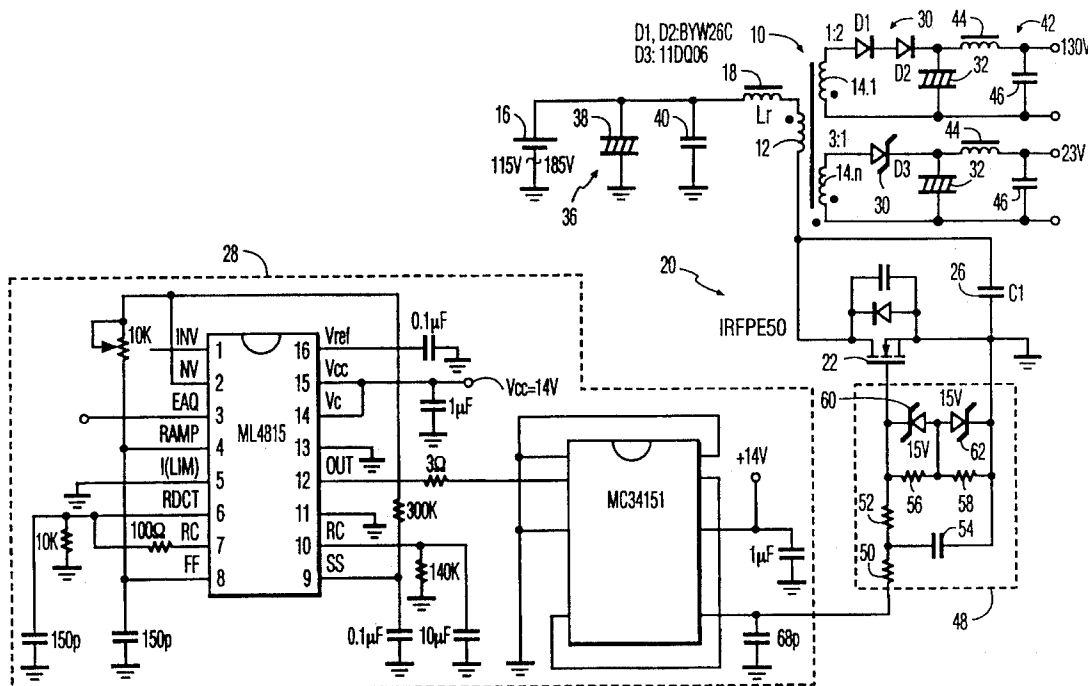 D1, D2:BYW26C
D3: 11DQ06
10
1:2
D1
30
44
42
130V
D2
32
14.1
46
18
Lr
12
16
38
40
115V 185V
36
3:1
44
23V
14.n
D3
32
30
46
28
20
IRFPE50
26
C1
22
10K
INV
1
16
Vref
0.1µF
NV
2
15
Vcc
Vcc=14V
EAQ
3
14
Vc
1µF
RAMP
4
ML4815
13
I(LIM)
5
12
OUT
3Ω
RDCT
6
11
300K
10K
100Ω
RC
7
10
RC
140K
FF
8
9
SS
150p
150p
0.1µF
10µF
MC34151
+14V
1µF
68p
60
15V
15V
62
56
58
52
54
50
48